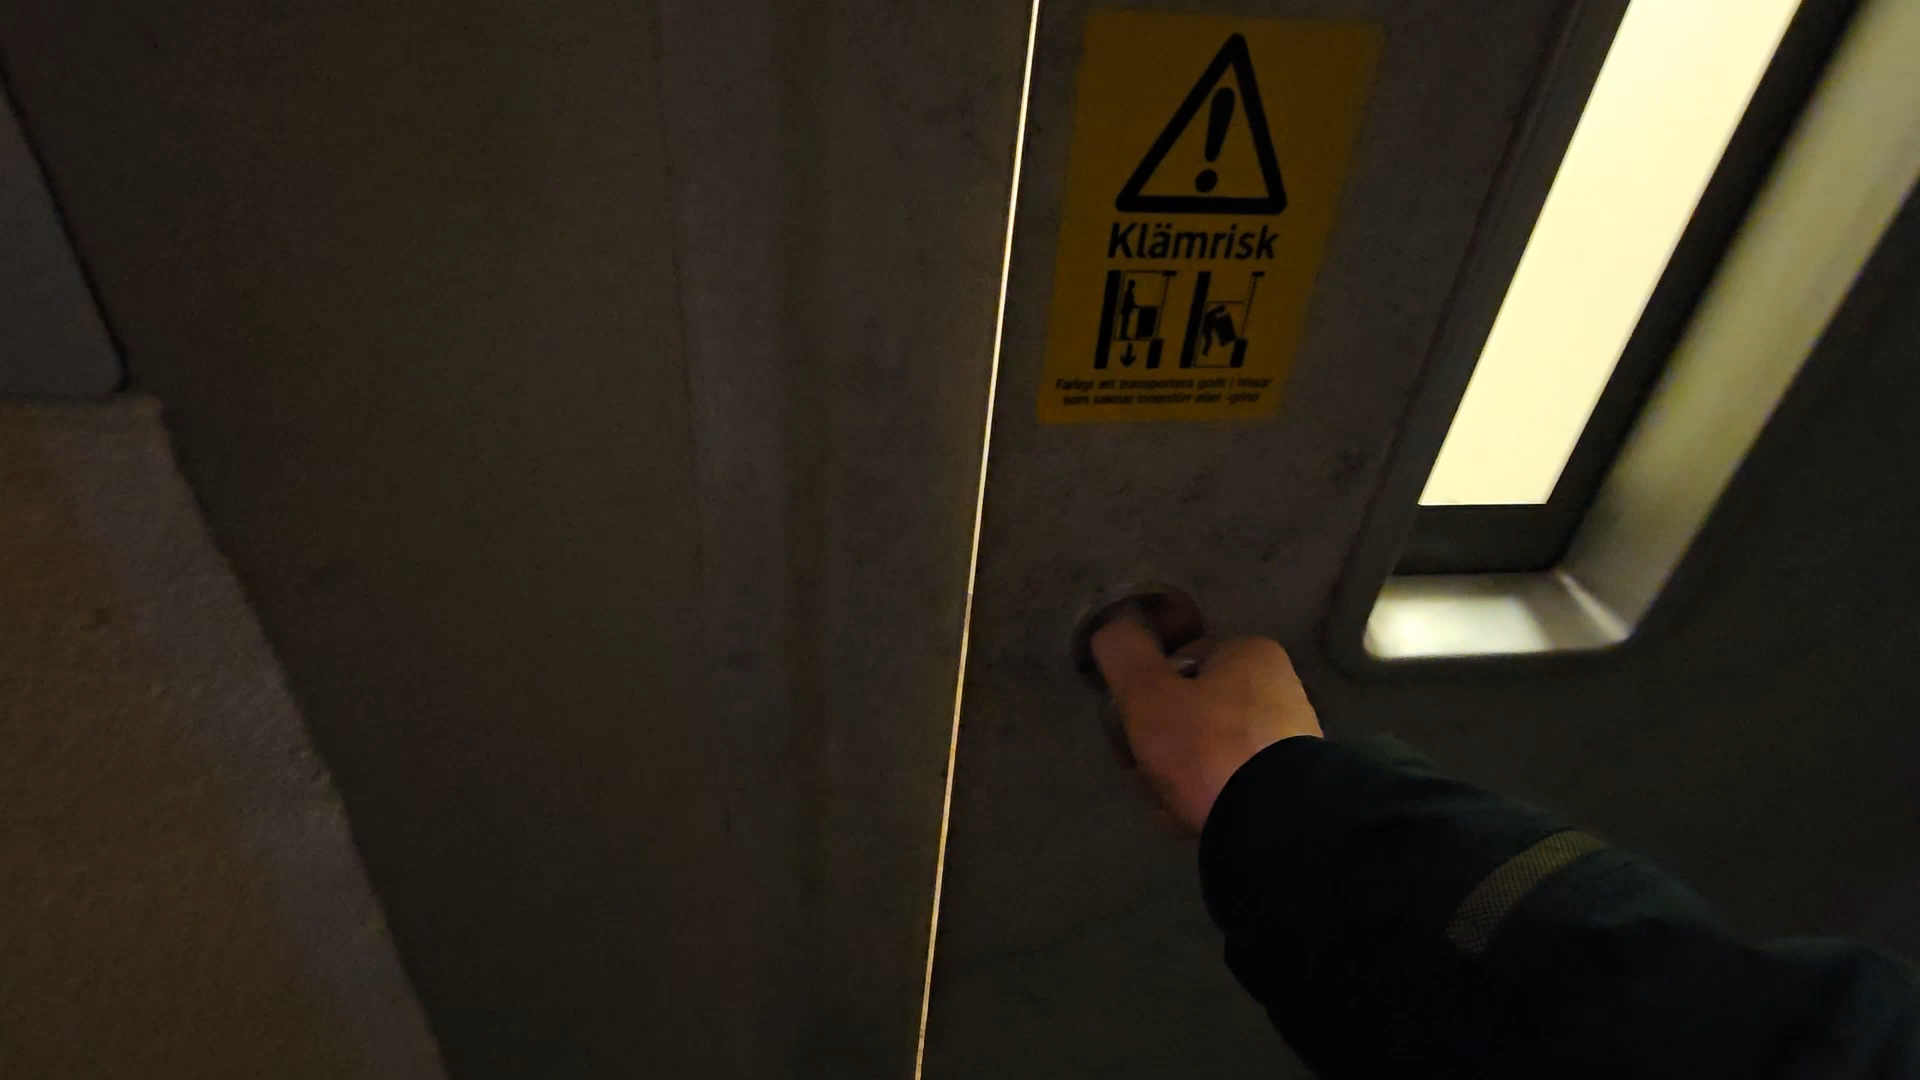 Klämrisk
Farligt att transportera gods i hissar
som saknar innerdörr eller -grind